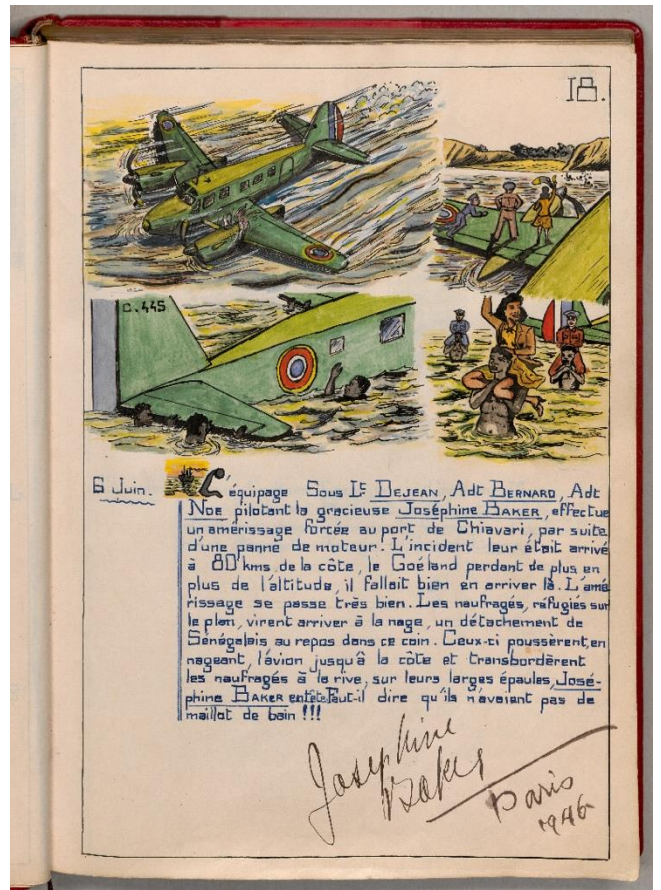 18.
C.445
6 Juin.
L'équipage Sous Lt DEJEAN, Adt BERNARD, Adt
NOE pilotant la gracieuse Joséphine BAKER, effectue
un amérissage forcée au port de Chiavari, par suite
d'une panne de moteur. L'incident leur était arrivé
à 80 kms de la côte, le Goéland perdant de plus en
plus de l'altitude, il fallait bien en arriver là. L'amé
rissage se passe très bien. Les naufragés, réfugiés sur
le plan, virent arriver à la nage, un détachement de
Sénégalais au repos dans ce coin. Ceux-ci poussèrent, en
nageant, l'avion jusqu'à la côte et transbordèrent
les naufragés à la rive, sur leurs larges épaules, José-
phine BAKER en tête. Faut-il dire qu'ils n'avaient pas de
maillot de bain !!!
Josephine
Baker
Paris
1946